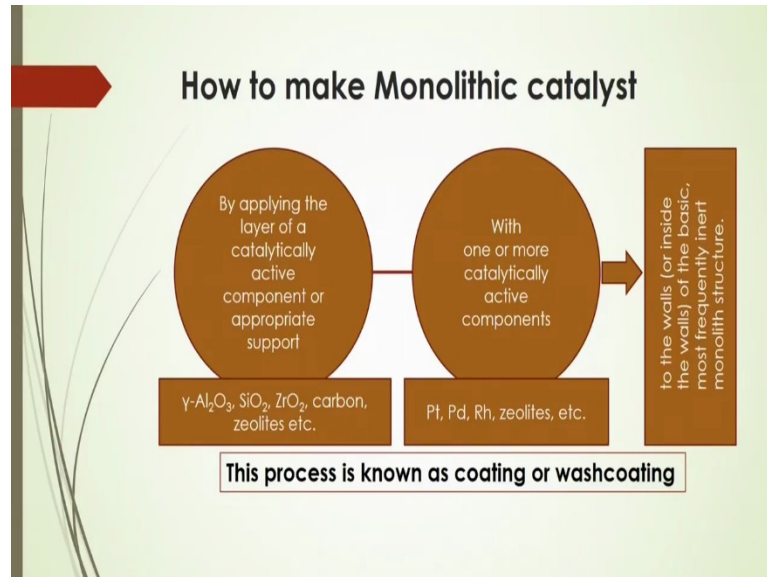 How to make Monolithic catalyst
By applying the
layer of a
catalytically
active
component or
appropriate
support
γ-Al₂O₃, SiO₂, ZrO₂, carbon,
zeolites etc.
With
one or more
catalytically
active
components
Pt, Pd, Rh, zeolites, etc.
to the walls (or inside
the walls) of the basic,
most frequently inert
monolith structure.
This process is known as coating or washcoating